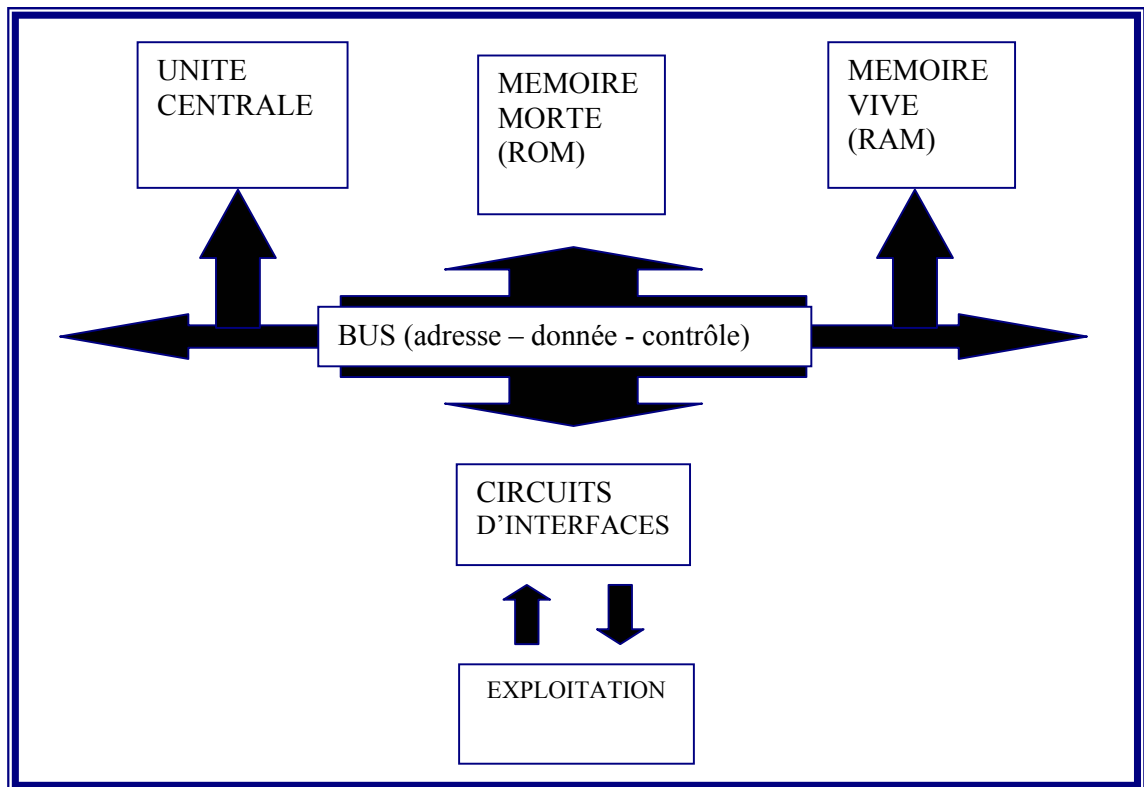 UNITE
CENTRALE
MEMOIRE
MORTE
(ROM)
MEMOIRE
VIVE
(RAM)
BUS (adresse – donnée - contrôle)
CIRCUITS
D’INTERFACES
EXPLOITATION